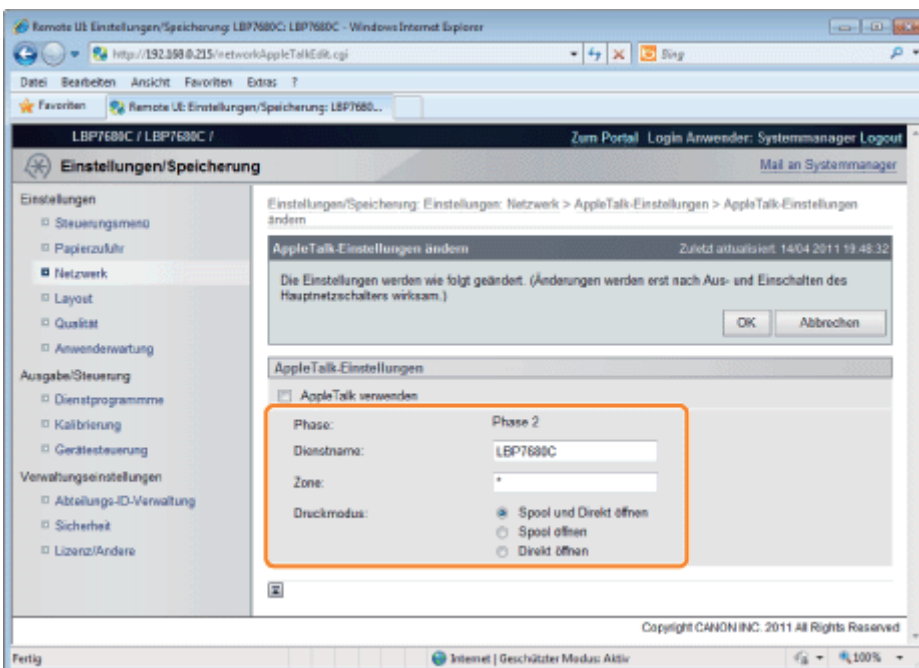 Remote UI: Einstellungen/Speicherung: LBP7680C: LBP7680C - Windows Internet Explorer
http://192.168.0.215/networkAppleTalkEdit.cgi
Bing
Datei Bearbeiten Ansicht Favoriten Extras ?
Favoriten Remote UI: Einstellungen/Speicherung: LBP7680...
LBP7680C / LBP7680C / Zum Portal Login Anwender: Systemmanager Logout
Einstellungen/Speicherung Mail an Systemmanager
Einstellungen
Steuerungsmenü
Papierzufuhr
Netzwerk
Layout
Qualität
Anwenderwartung
Ausgabe/Steuerung
Dienstprogrammme
Kalibrierung
Gerätesteuerung
Verwaltungseinstellungen
Abteilungs-ID-Verwaltung
Sicherheit
Lizenz/Andere
Einstellungen/Speicherung: Einstellungen: Netzwerk > AppleTalk-Einstellungen > AppleTalk-Einstellungen
ändern
AppleTalk-Einstellungen ändern Zuletzt aktualisiert: 14/04 2011 19:48:32
Die Einstellungen werden wie folgt geändert. (Änderungen werden erst nach Aus- und Einschalten des
Hauptnetzschalters wirksam.)
OK Abbrechen
AppleTalk-Einstellungen
AppleTalk verwenden
Phase: Phase 2
Dienstname: LBP7680C
Zone: *
Druckmodus: Spool und Direkt öffnen
Spool öffnen
Direkt öffnen
Copyright CANON INC. 2011 All Rights Reserved
Fertig Internet | Geschützter Modus: Aktiv 100%